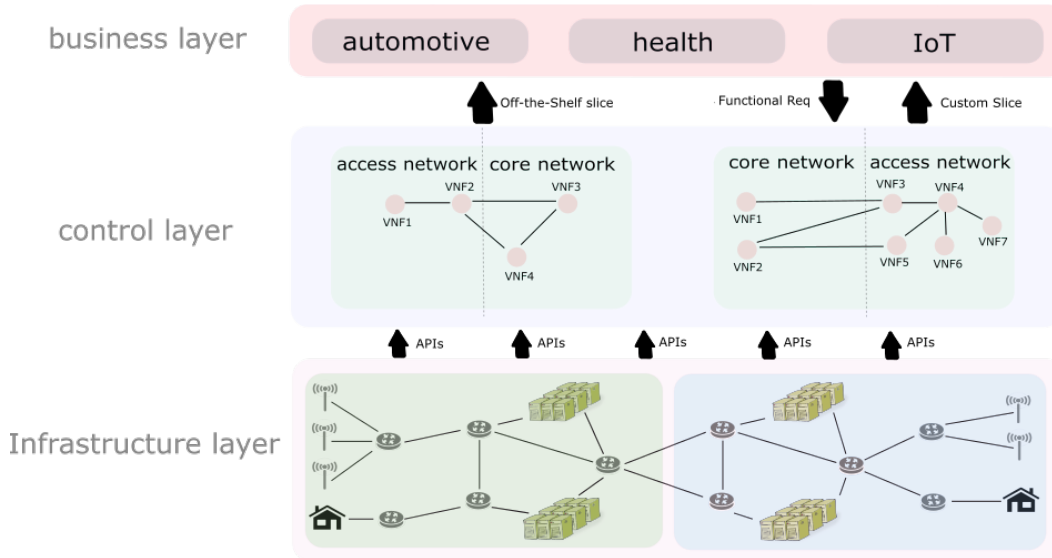 business layer
automotive
health
IoT
Off-the-Shelf slice
Functional Req
Custom Slice
control layer
access network
core network
VNF1
VNF2
VNF3
VNF4
core network
access network
VNF1
VNF2
VNF3
VNF4
VNF5
VNF6
VNF7
APIs
APIs
APIs
APIs
APIs
Infrastructure layer